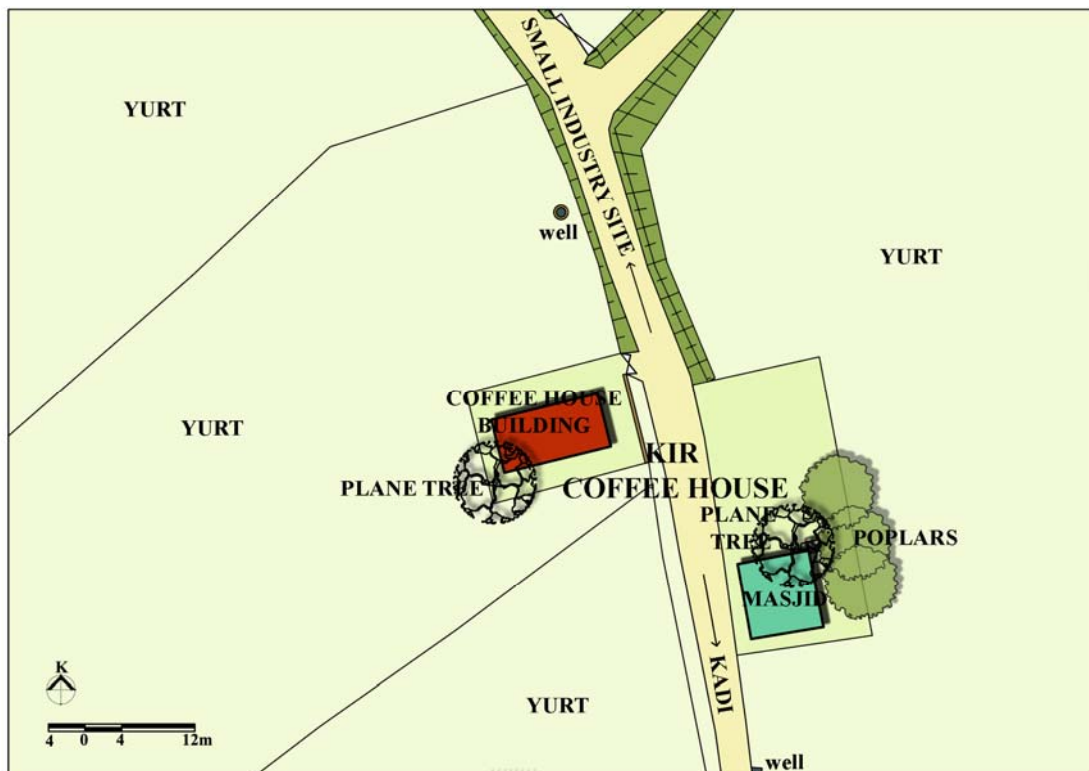 SMALL INDUSTRY SITE
YURT
well
YURT
COFFEE HOUSE
BUILDING
YURT
KIR
COFFEE HOUSE
PLANE TREE
PLANE
TREE
POPLARS
MASJID
KADI
K
YURT
4 0 4 12m
well